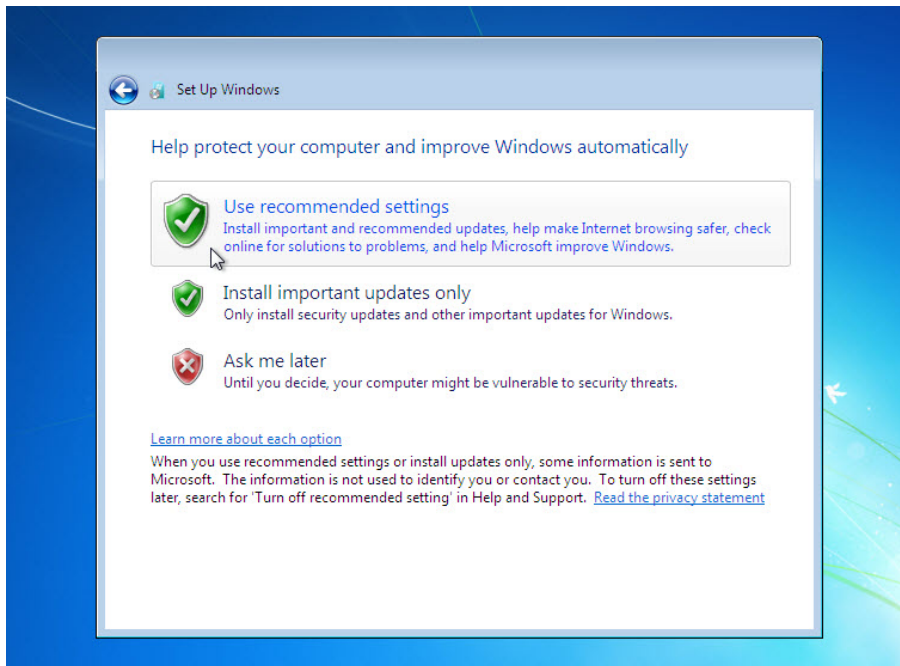 Set Up Windows
Help protect your computer and improve Windows automatically
Use recommended settings
Install important and recommended updates, help make Internet browsing safer, check
online for solutions to problems, and help Microsoft improve Windows.
Install important updates only
Only install security updates and other important updates for Windows.
Ask me later
Until you decide, your computer might be vulnerable to security threats.
Learn more about each option
When you use recommended settings or install updates only, some information is sent to
Microsoft. The information is not used to identify you or contact you. To turn off these settings
later, search for 'Turn off recommended setting' in Help and Support. Read the privacy statement